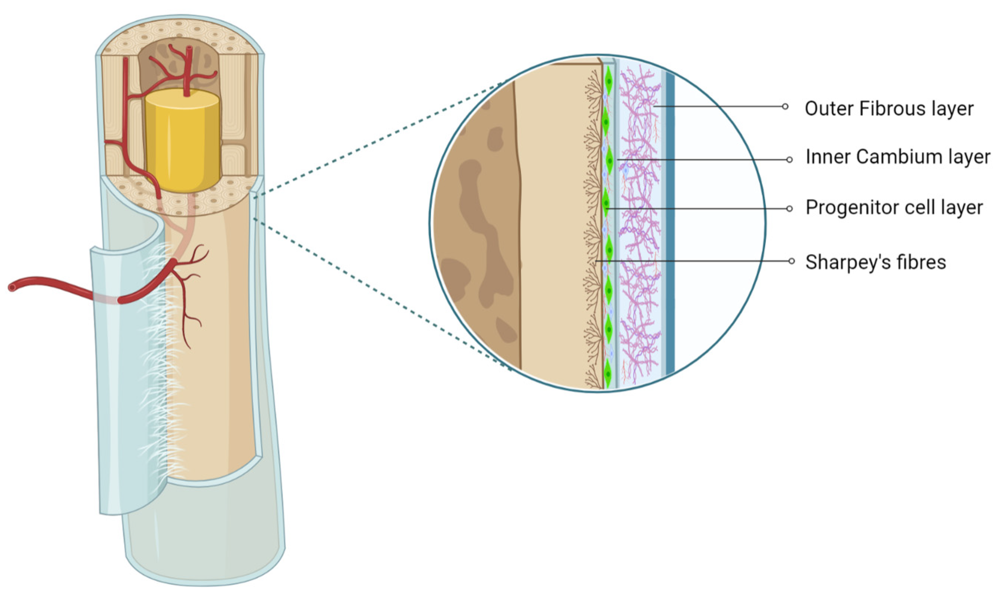 Outer Fibrous layer
Inner Cambium layer
Progenitor cell layer
Sharpey's fibres